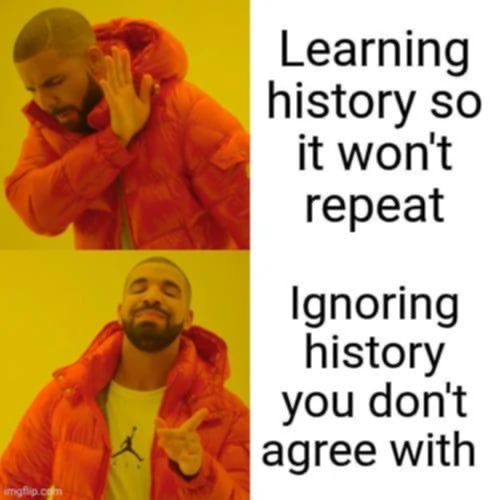 Learning
history so
it won't
repeat
Ignoring
history
you don't
agree with
imgflip.com